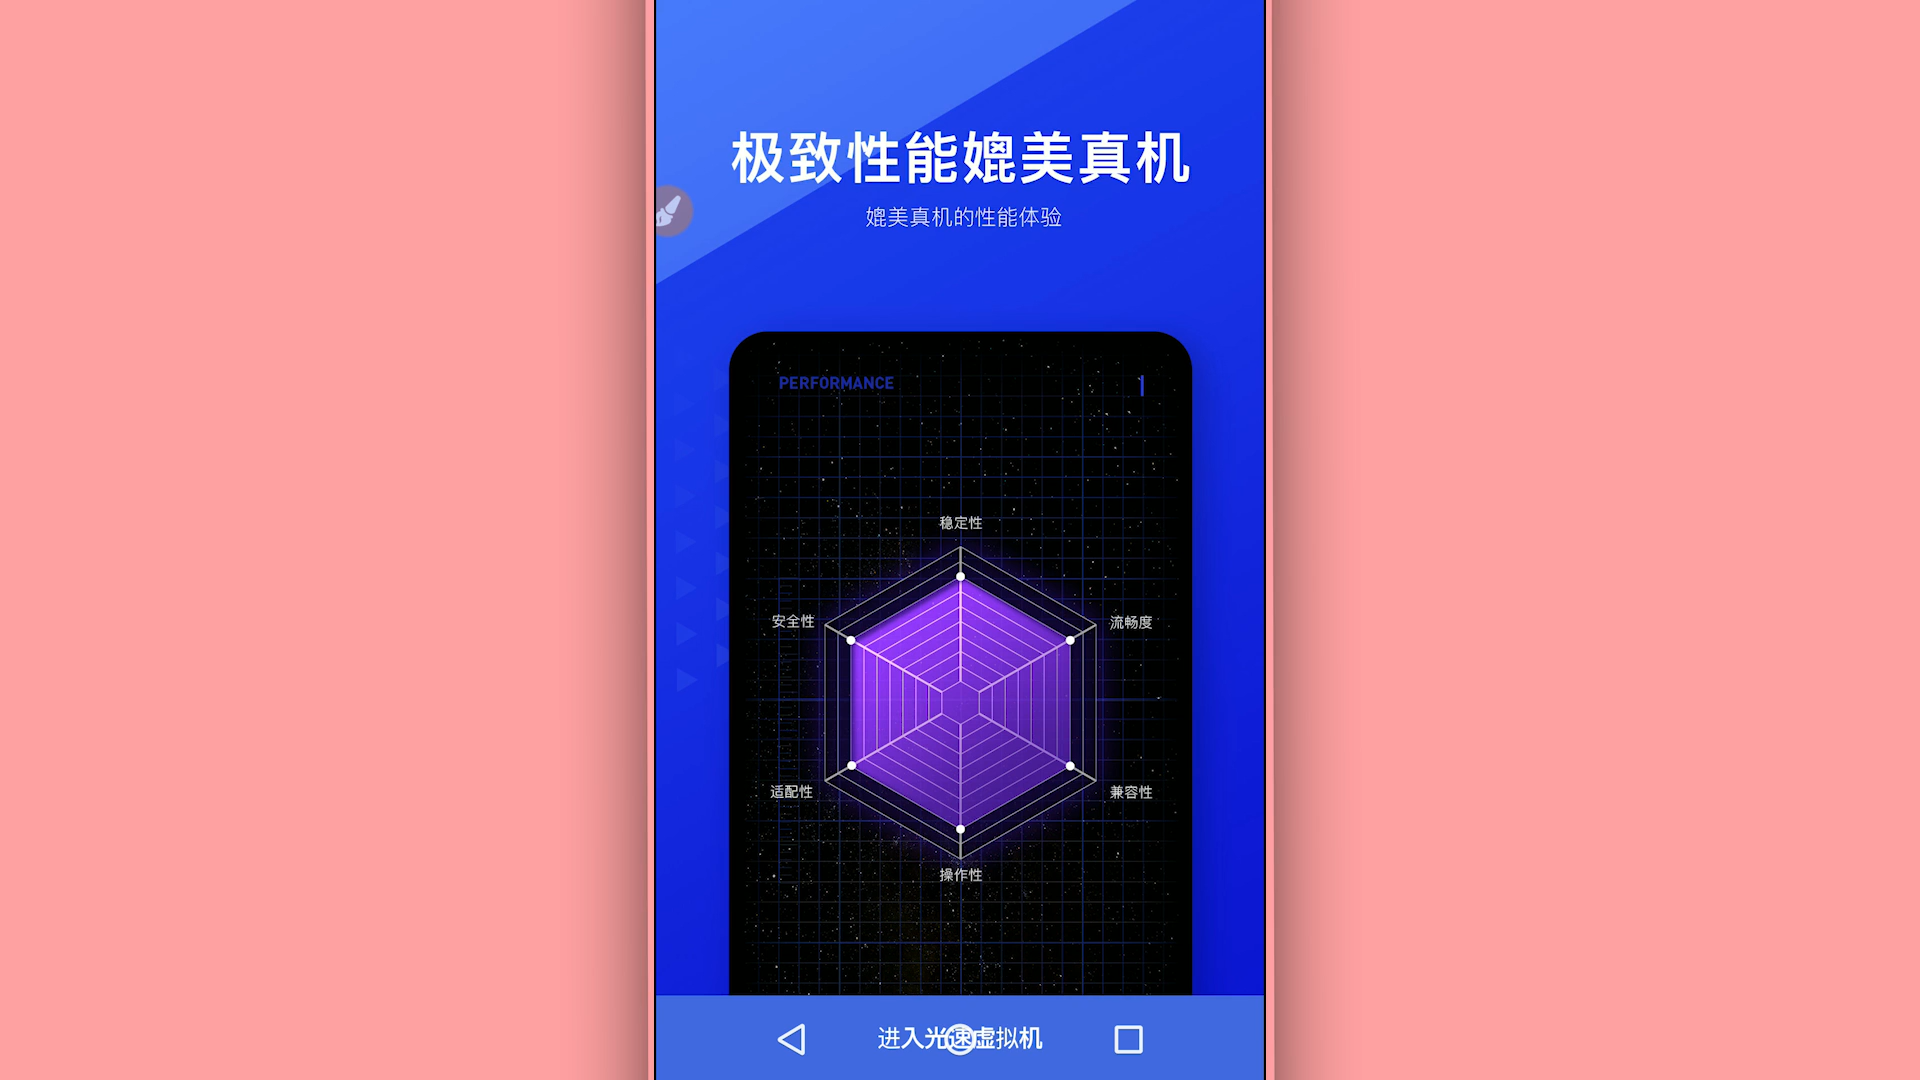 极致性能媲美真机
媲美真机的性能体验
PERFORMANCE
稳定性
安全性
流畅度
适配性
兼容性
操作性
进入光速虚拟机